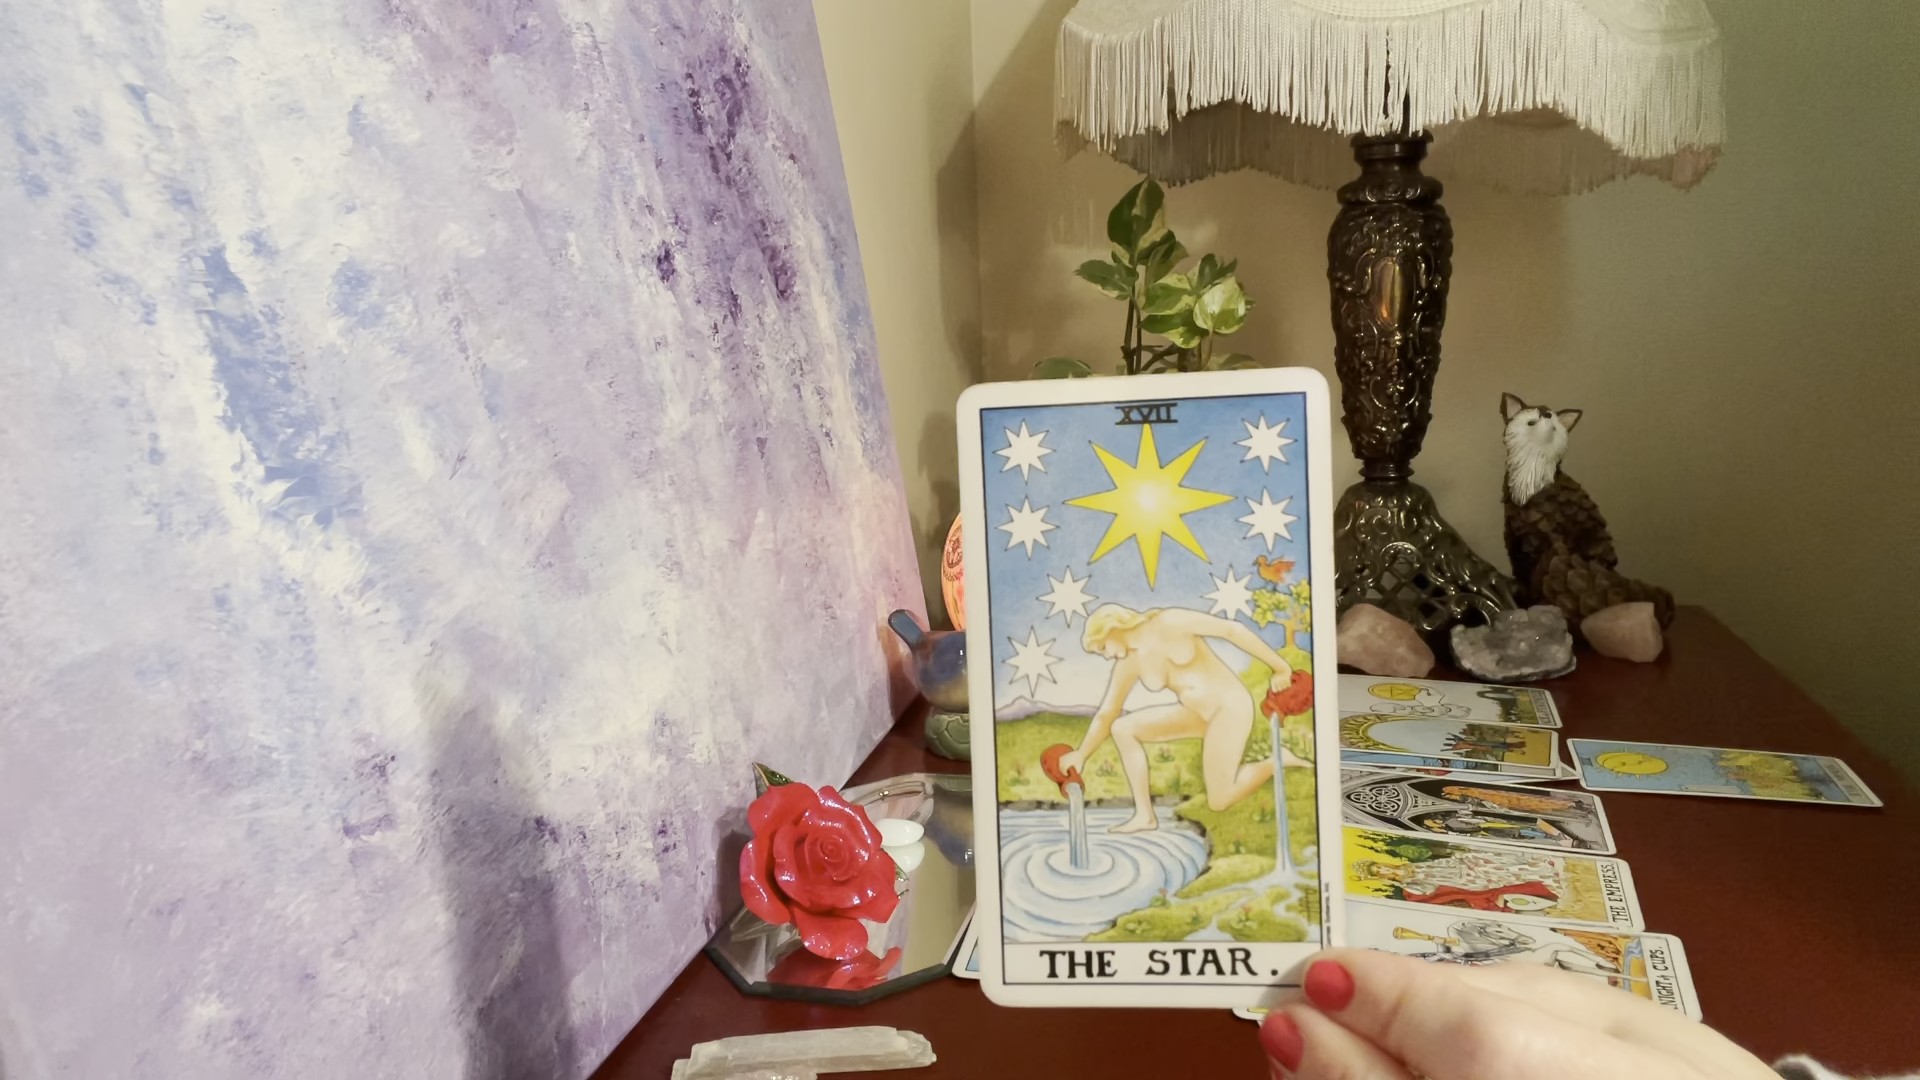 XVII
THE STAR.
THE EMPRESS.
KNIGHT of CUPS.